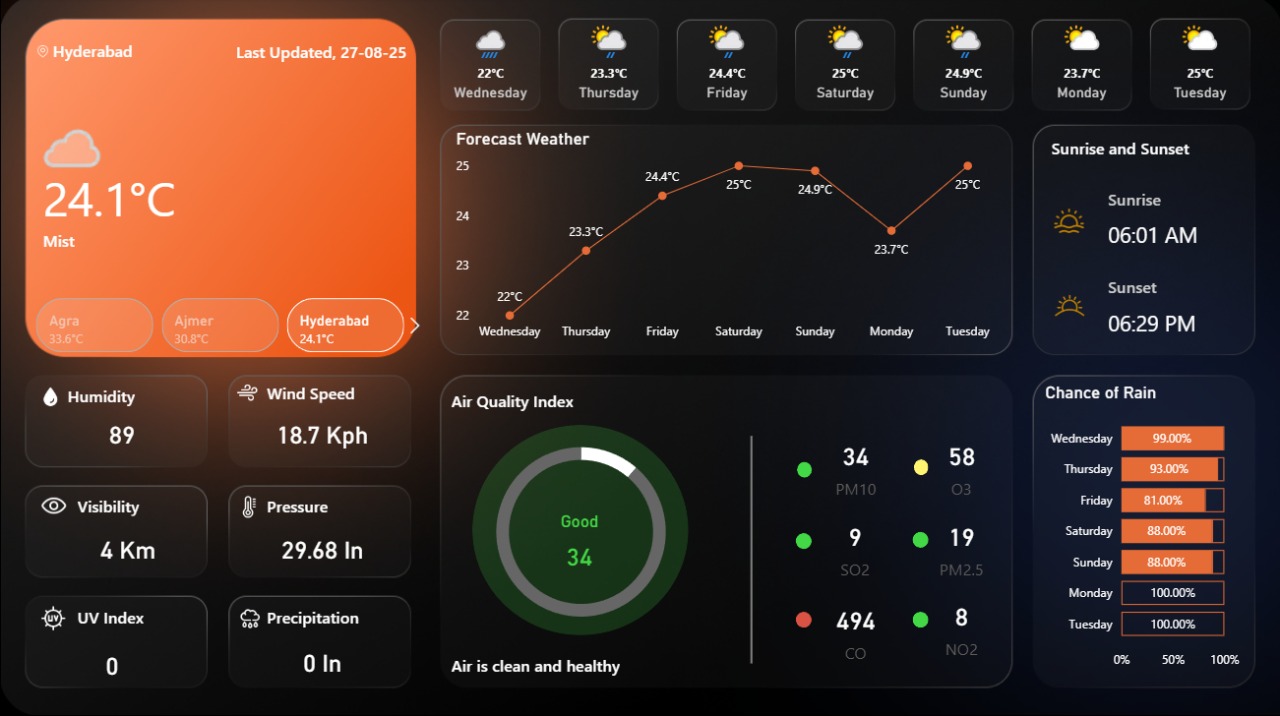 Hyderabad
Last Updated, 27-08-25
24.1°C
Mist
Agra
33.6°C
Ajmer
30.8°C
Hyderabad
24.1°C
22°C
Wednesday
23.3°C
Thursday
24.4°C
Friday
25°C
Saturday
24.9°C
Sunday
23.7°C
Monday
25°C
Tuesday
Forecast Weather
25
24
23
22
22°C
23.3°C
24.4°C
25°C
24.9°C
23.7°C
25°C
Wednesday
Thursday
Friday
Saturday
Sunday
Monday
Tuesday
Sunrise and Sunset
Sunrise
06:01 AM
Sunset
06:29 PM
Humidity
89
Wind Speed
18.7 Kph
Visibility
4 Km
Pressure
29.68 In
UV
UV Index
0
Precipitation
0 In
Air Quality Index
Good
34
Air is clean and healthy
34
PM10
58
O3
9
SO2
19
PM2.5
494
CO
8
NO2
Chance of Rain
Wednesday 99.00%
Thursday 93.00%
Friday 81.00%
Saturday 88.00%
Sunday 88.00%
Monday 100.00%
Tuesday 100.00%
0% 50% 100%